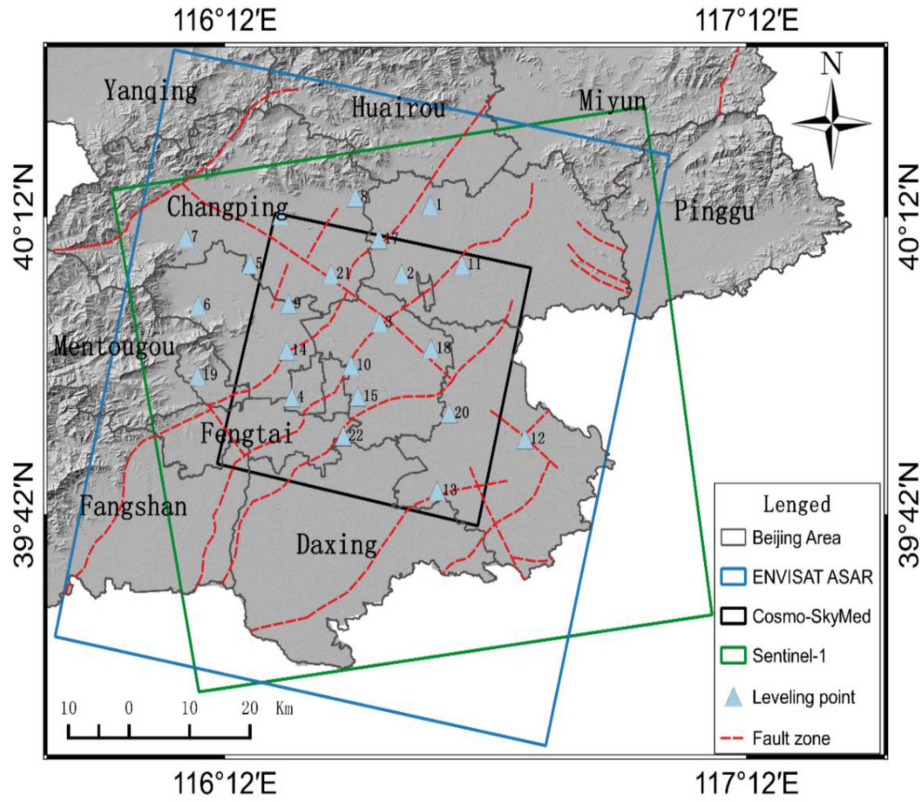 116°12′E 117°12′E
N
Yanqing
Huairou
Miyun
40°12′N 40°12′N
Changping
Pinggu
8
1
17
7
5
21
2
11
6
9
3
Mentougou
14
18
10
19
4
15
20
Fengtai
22
12
13
Fangshan
39°42′N 39°42′N
Daxing
Lenged
Beijing Area
ENVISAT ASAR
Cosmo-SkyMed
Sentinel-1
Leveling point
Fault zone
10 0 10 20 Km
116°12′E 117°12′E